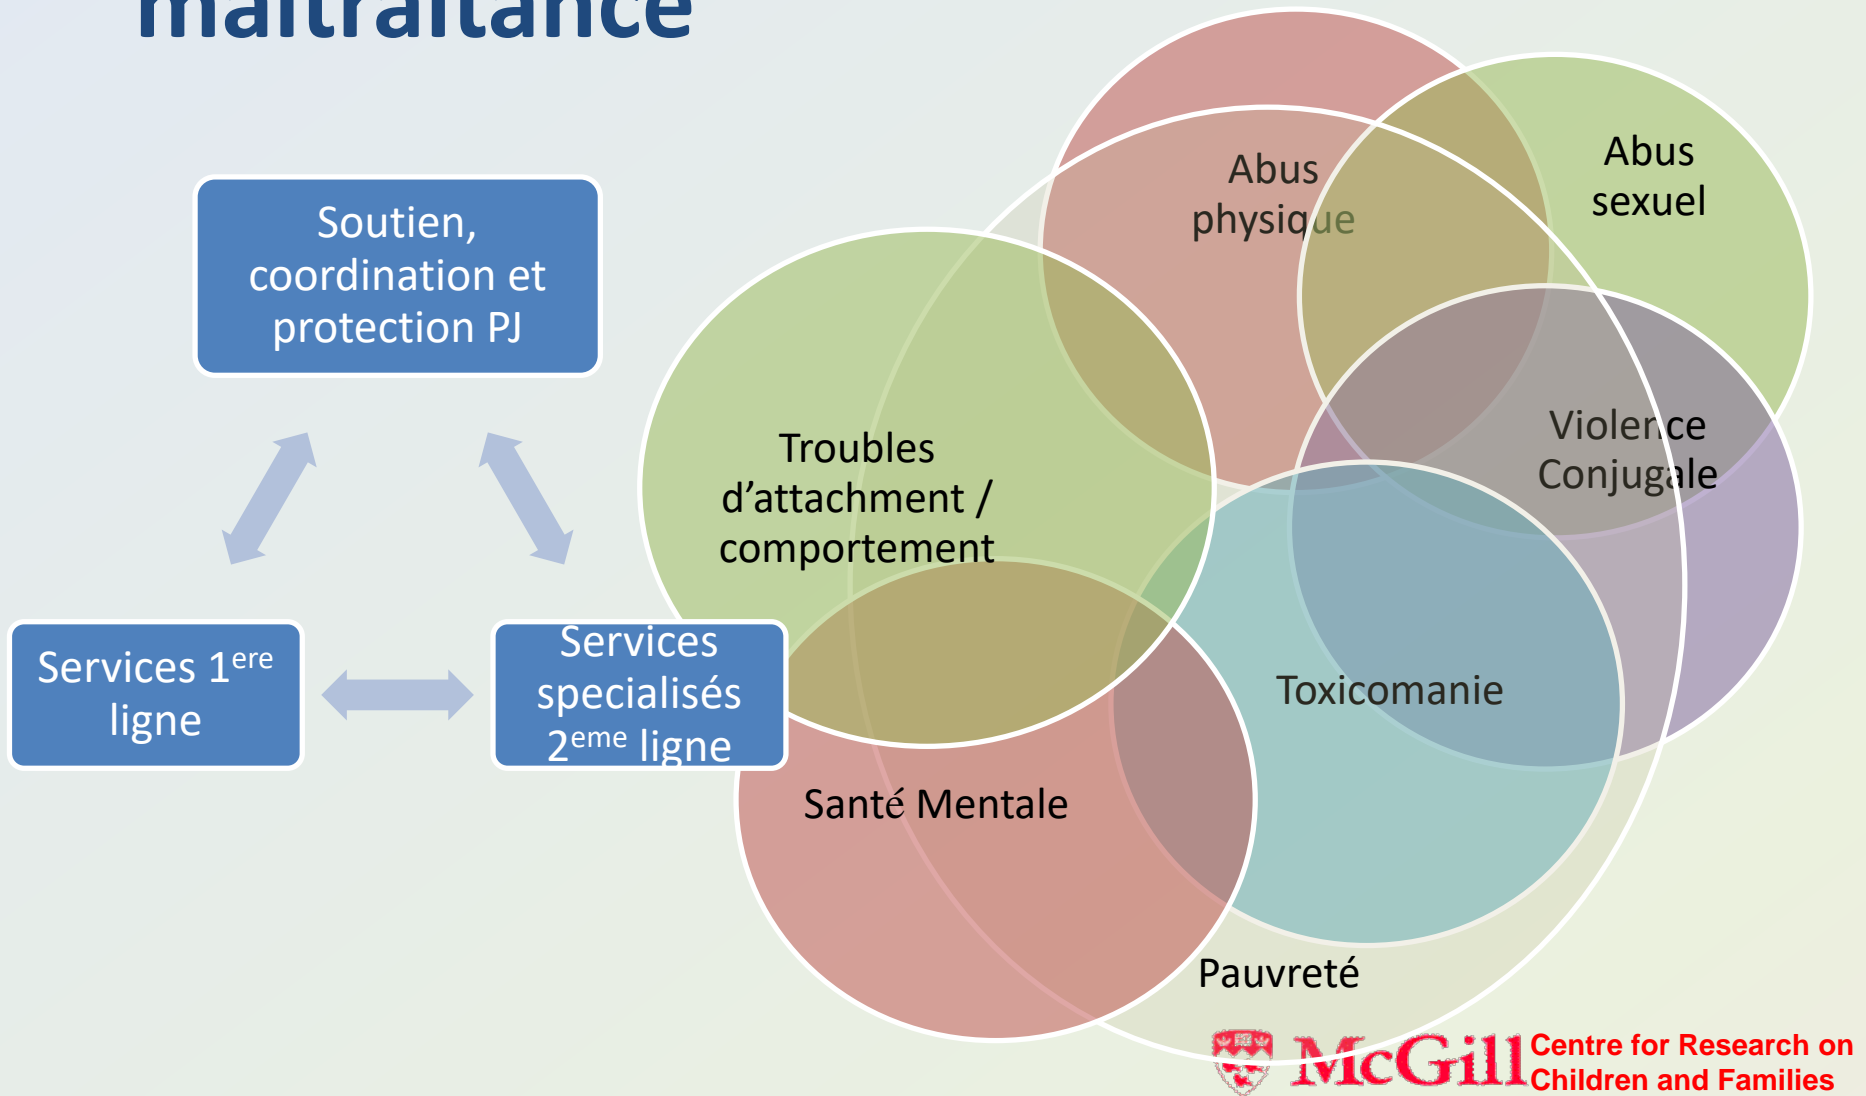 maltraitance
Soutien,
coordination et
protection PJ
Services 1ere
ligne
Services
specialisés
2eme ligne
Abus
physique
Abus
sexuel
Violence
Conjugale
Troubles
d’attachment /
comportement
Toxicomanie
Santé Mentale
Pauvreté
McGill
Centre for Research on
Children and Families